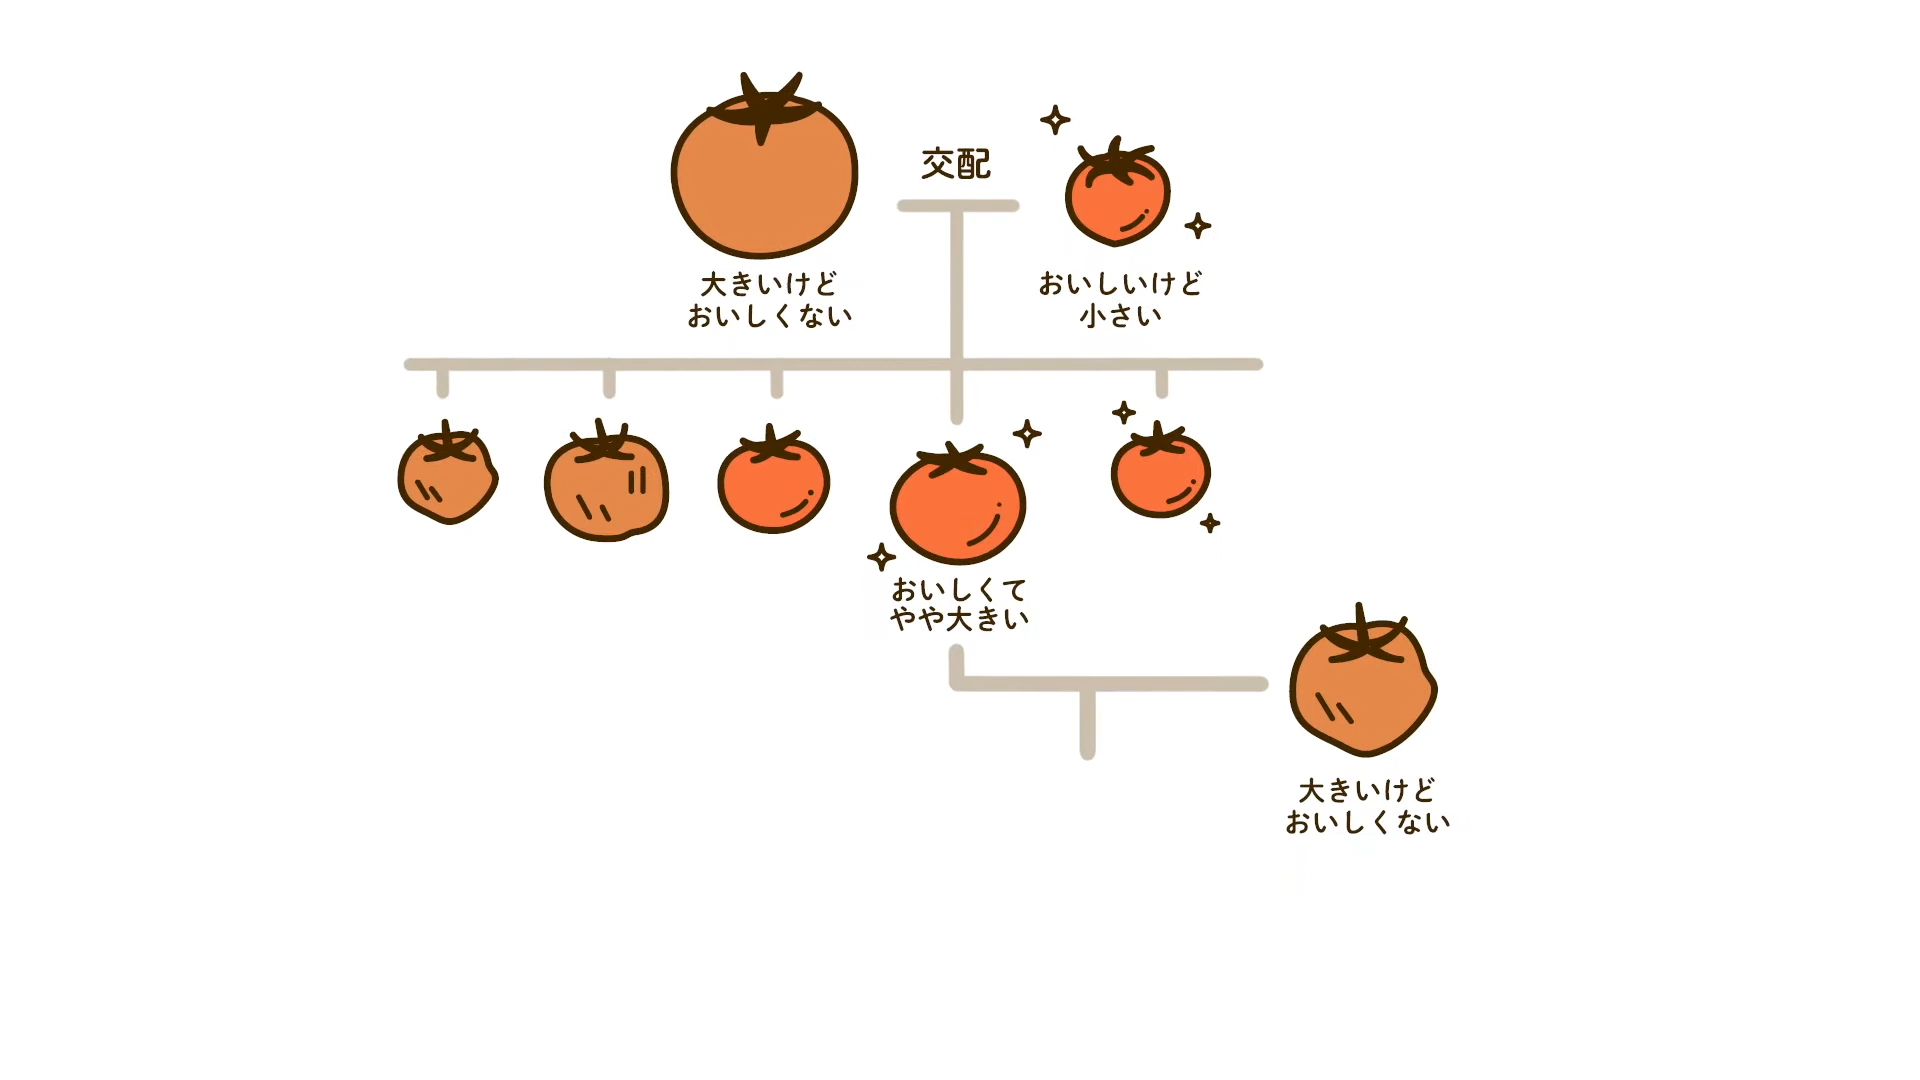 交配
大きいけど
おいしくない
おいしいけど
小さい
おいしくて
やや大きい
大きいけど
おいしくない